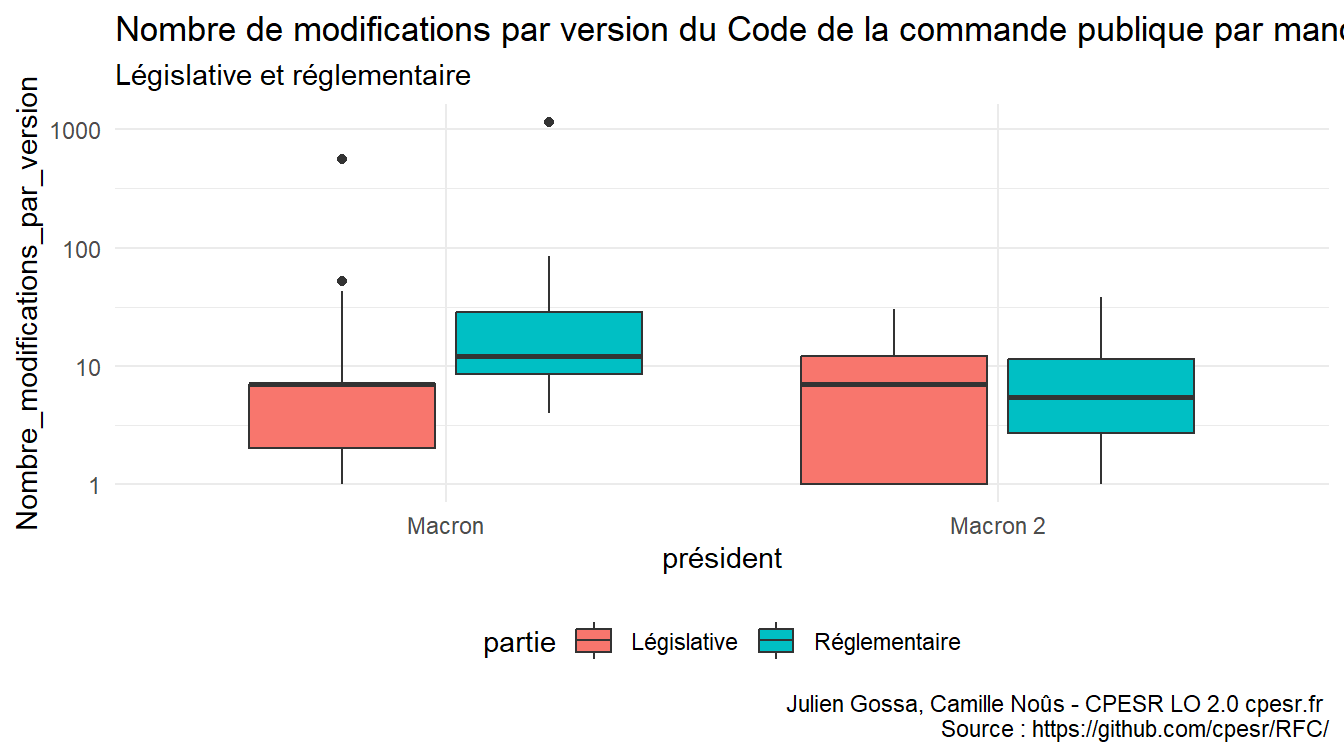 Nombre de modifications par version du Code de la commande publique par
Législative et réglementaire
Nombre_modifications_par_version
1000
100
10
1
Macron
Macron 2
président
partie
Législative
Réglementaire
Julien Gossa, Camille Noûs - CPESR LO 2.0 cpesr.fr
Source : https://github.com/cpesr/RFC/